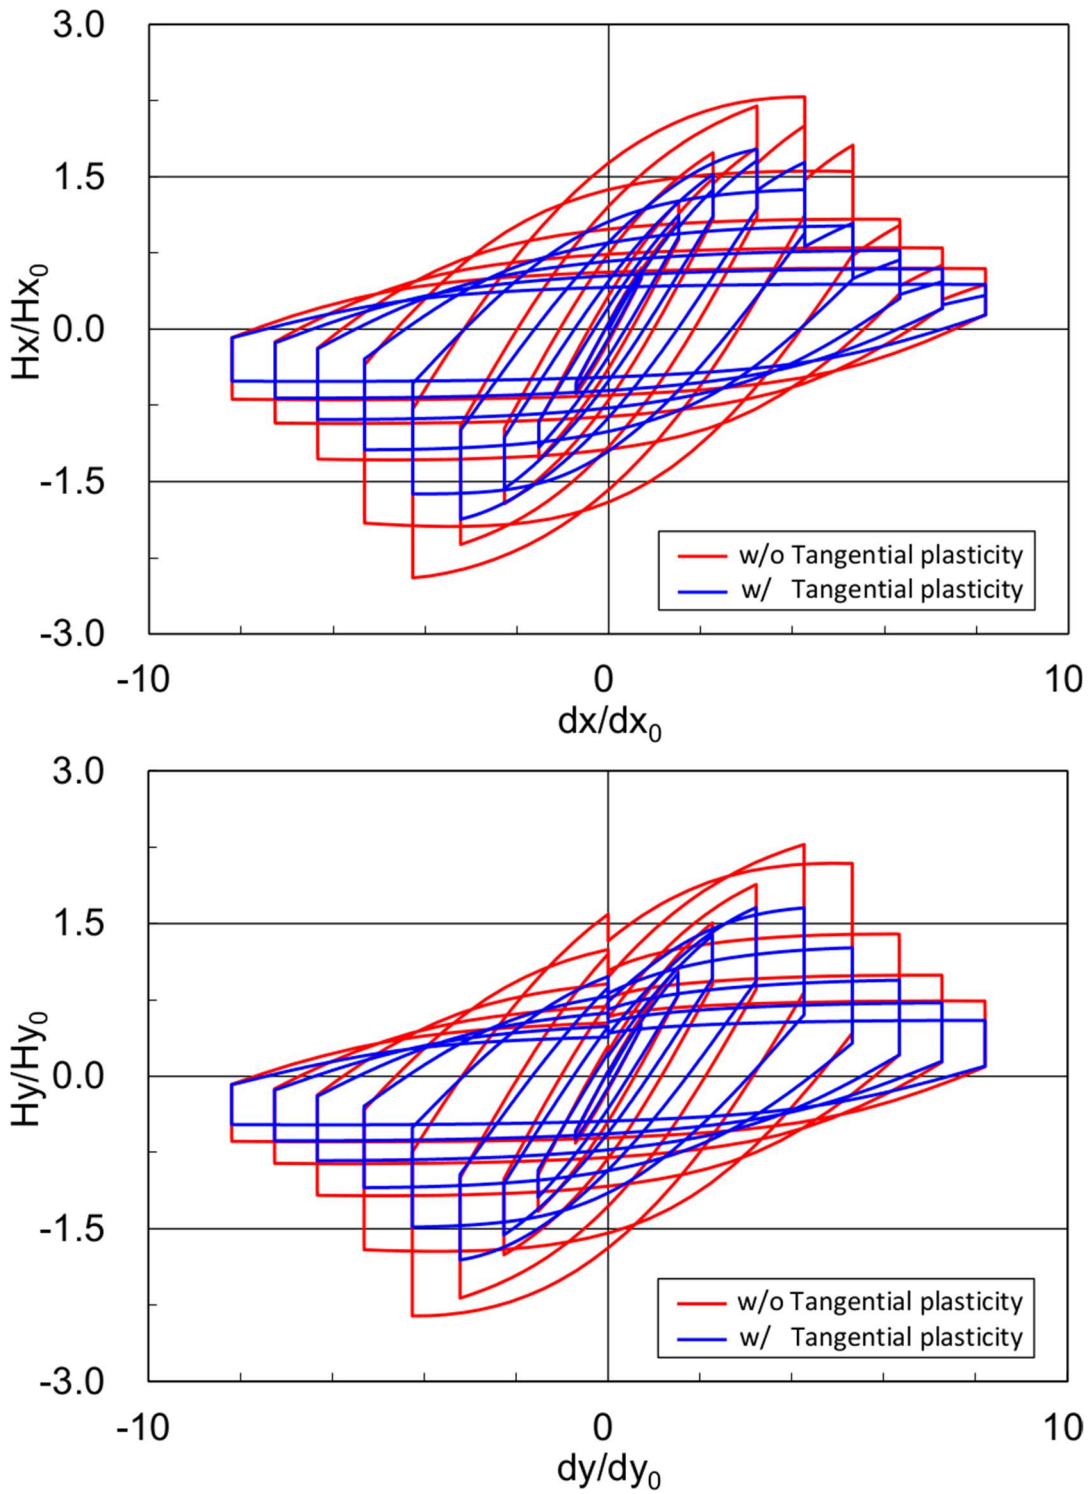 3.0
1.5
0.0
-1.5
-3.0
Hx/Hx₀
w/o Tangential plasticity
w/ Tangential plasticity
-10 0 10
dx/dx₀
3.0
1.5
0.0
-1.5
-3.0
Hy/Hy₀
w/o Tangential plasticity
w/ Tangential plasticity
-10 0 10
dy/dy₀